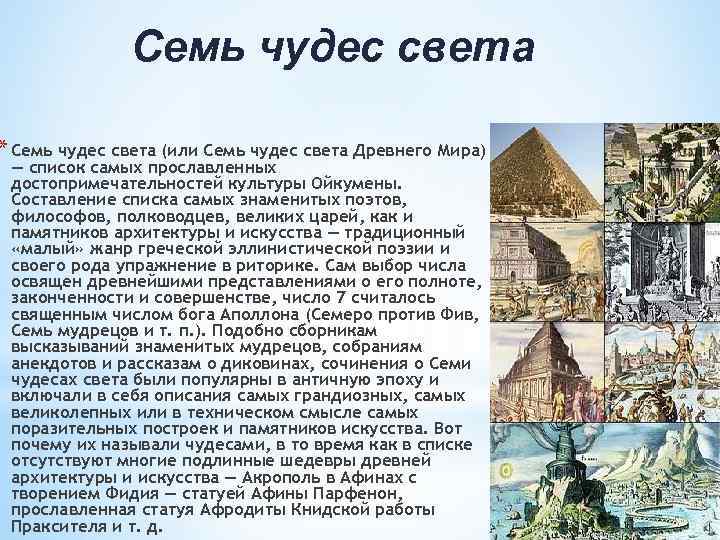 Семь чудес света
* Семь чудес света (или Семь чудес света Древнего Мира)
— список самых прославленных
достопримечательностей культуры Ойкумены.
Составление списка самых знаменитых поэтов,
философов, полководцев, великих царей, как и
памятников архитектуры и искусства — традиционный
«малый» жанр греческой эллинистической поэзии и
своего рода упражнение в риторике. Сам выбор числа
освящен древнейшими представлениями о его полноте,
законченности и совершенстве, число 7 считалось
священным числом бога Аполлона (Семеро против Фив,
Семь мудрецов и т. п.). Подобно сборникам
высказываний знаменитых мудрецов, собраниям
анекдотов и рассказам о диковинах, сочинения о Семи
чудесах света были популярны в античную эпоху и
включали в себя описания самых грандиозных, самых
великолепных или в техническом смысле самых
поразительных построек и памятников искусства. Вот
почему их называли чудесами, в то время как в списке
отсутствуют многие подлинные шедевры древней
архитектуры и искусства — Акрополь в Афинах с
творением Фидия — статуей Афины Парфенон,
прославленная статуя Афродиты Книдской работы
Праксителя и т. д.